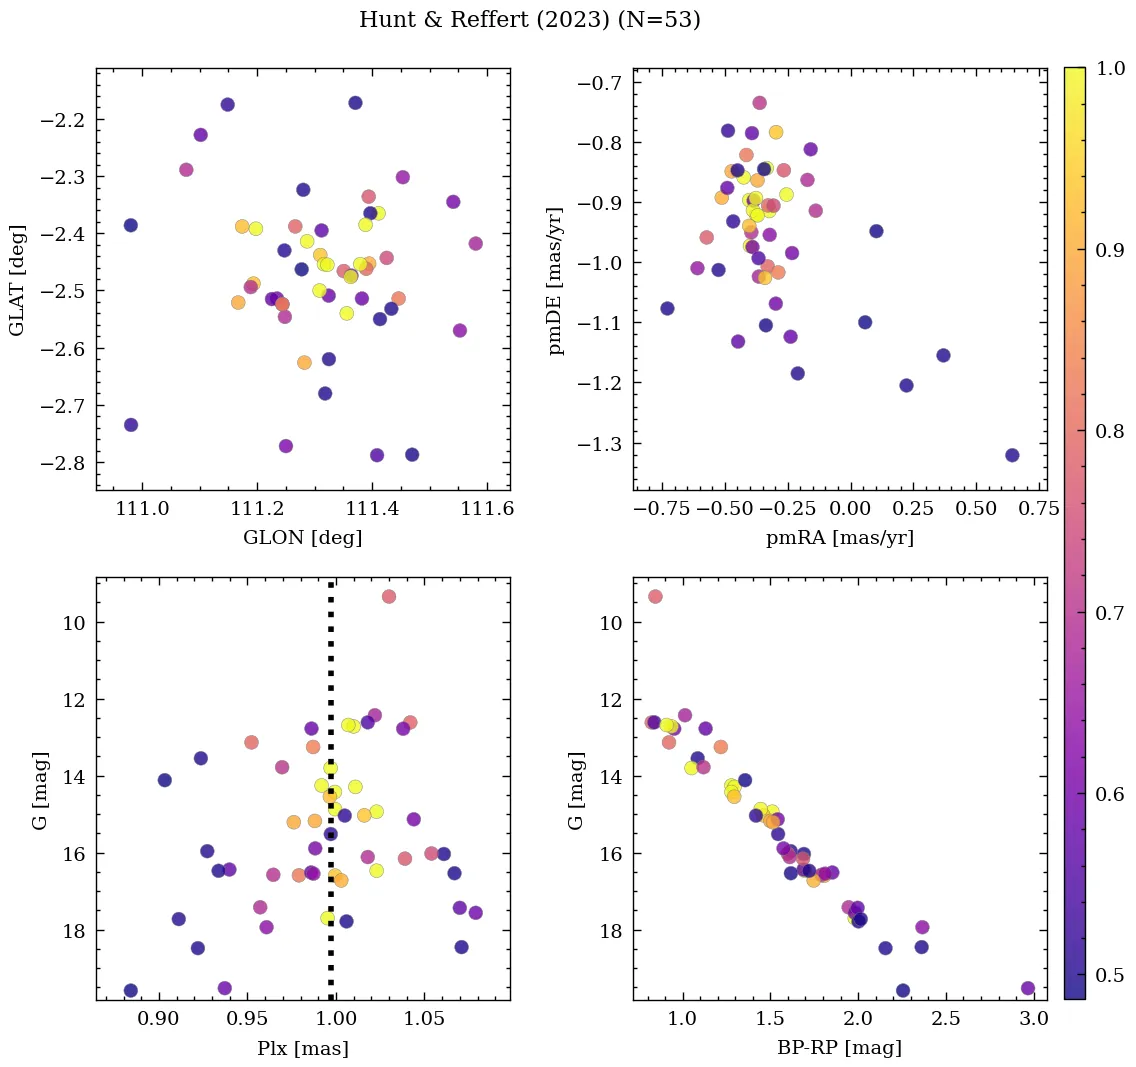 Hunt & Reffert (2023) (N=53)
−2.2
−2.3
−2.4
−2.5
−2.6
−2.7
−2.8
GLAT [deg]
111.0 111.2 111.4 111.6
GLON [deg]
−0.7
−0.8
−0.9
−1.0
−1.1
−1.2
−1.3
pmDE [mas/yr]
−0.75 −0.50 −0.25 0.00 0.25 0.50 0.75
pmRA [mas/yr]
10
12
14
16
18
G [mag]
0.90 0.95 1.00 1.05
Plx [mas]
10
12
14
16
18
G [mag]
1.0 1.5 2.0 2.5 3.0
BP-RP [mag]
1.0
0.9
0.8
0.7
0.6
0.5